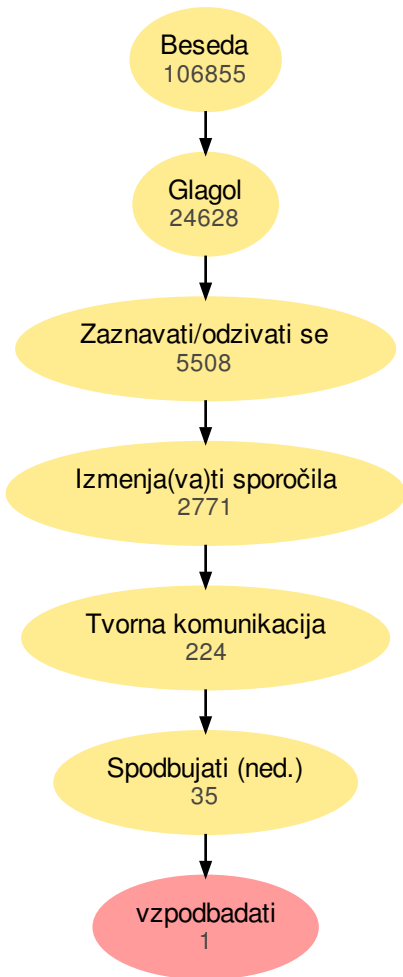 Beseda
106855
Glagol
24628
Zaznavati/odzivati se
5508
Izmenja(va)ti sporočila
2771
Tvorna komunikacija
224
Spodbujati (ned.)
35
vzpodbadati
1